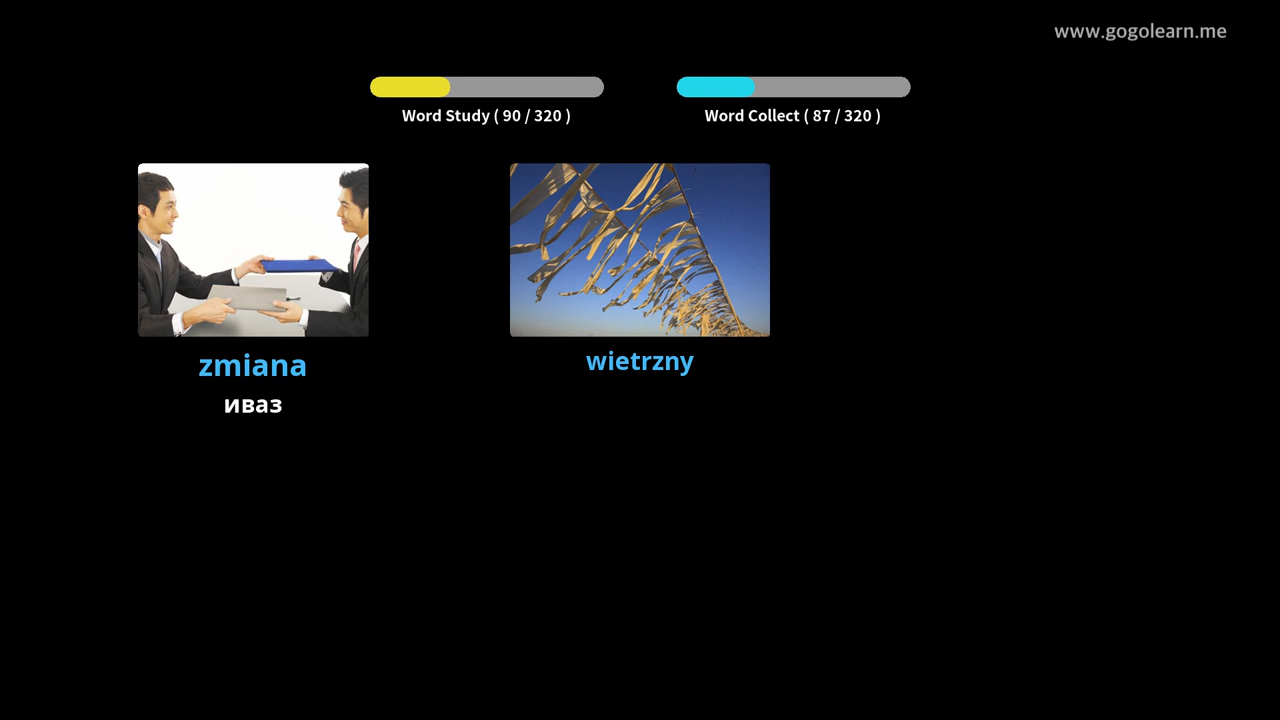 www.gogolearn.me
Word Study ( 90 / 320 )
Word Collect ( 87 / 320 )
zmiana
иваз
wietrzny